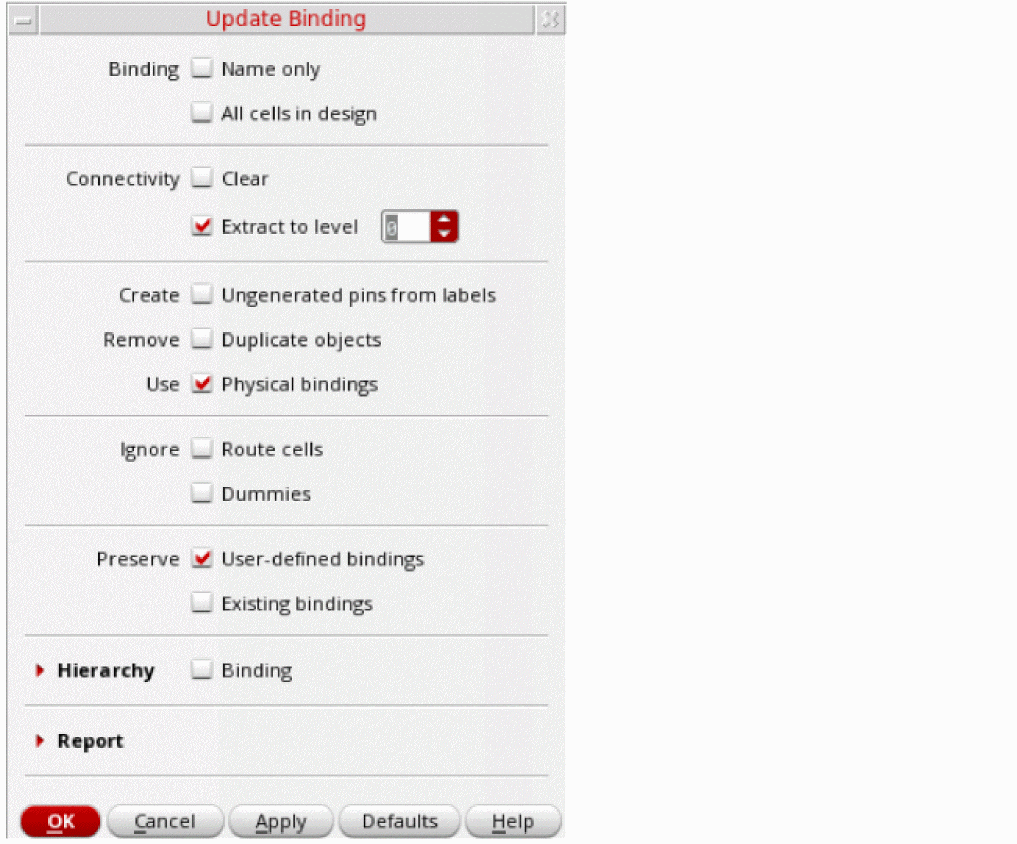 Update Binding
Binding Name only
All cells in design
Connectivity Clear
Extract to level 0
Create Ungenerated pins from labels
Remove Duplicate objects
Use Physical bindings
Ignore Route cells
Dummies
Preserve User-defined bindings
Existing bindings
Hierarchy Binding
Report
OK Cancel Apply Defaults Help